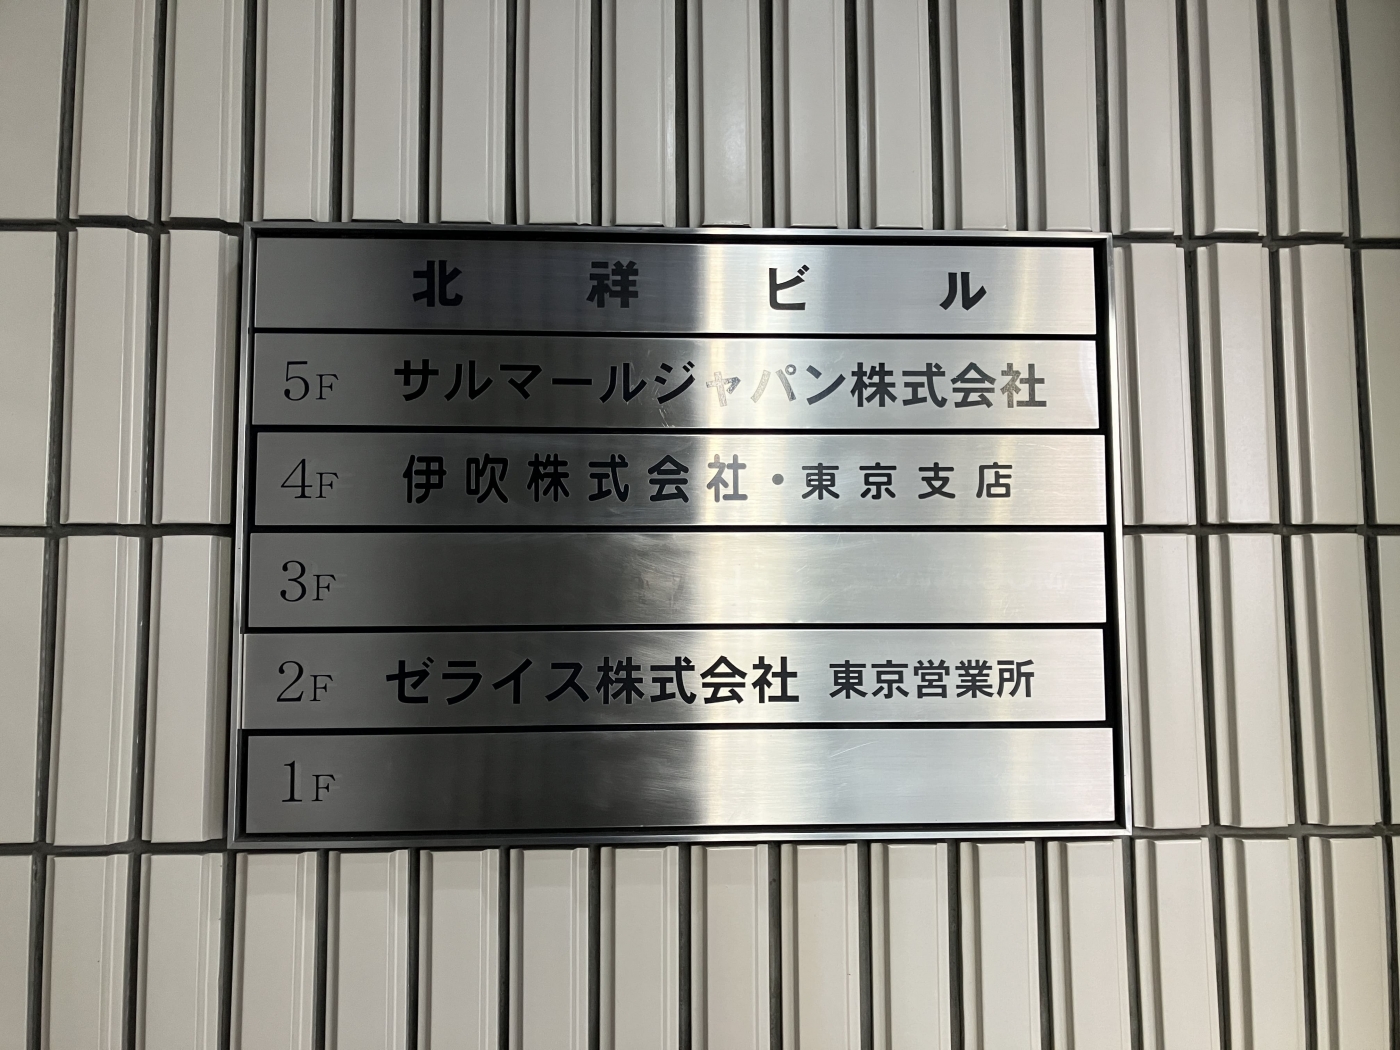 北祥ビル
5F サルマールジャパン株式会社
4F 伊吹株式会社・東京支店
3F
2F ゼライス株式会社 東京営業所
1F